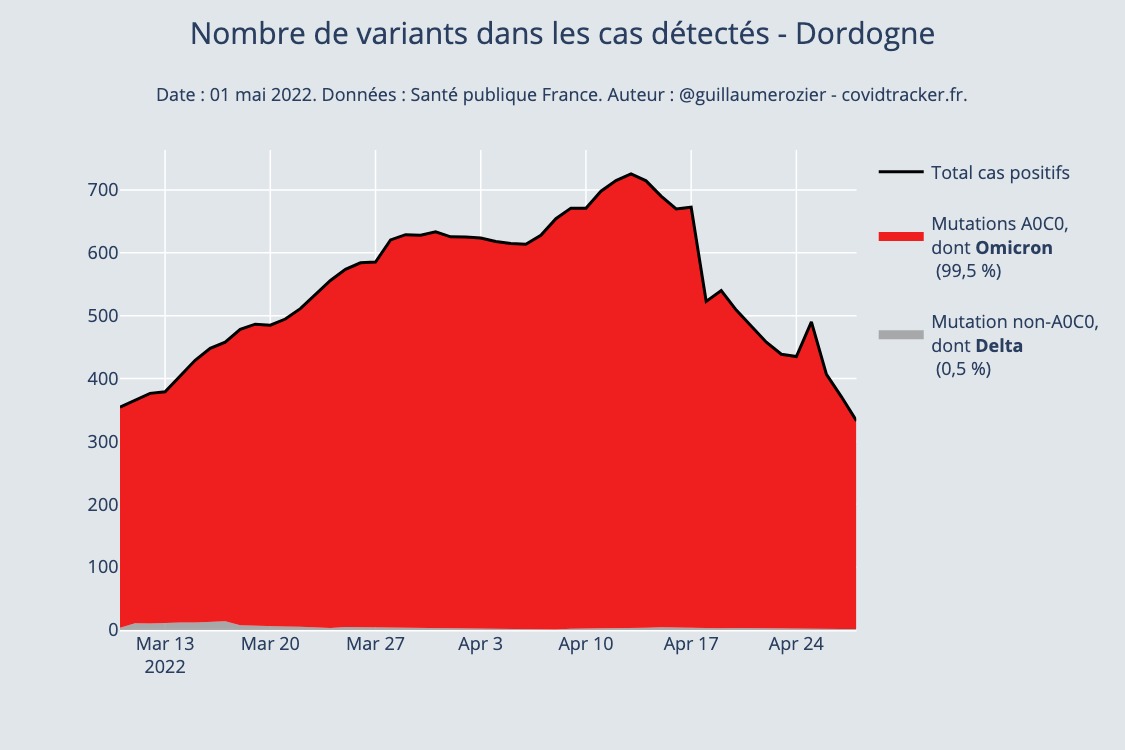 Nombre de variants dans les cas détectés - Dordogne
Date : 01 mai 2022. Données : Santé publique France. Auteur : @guillaumerozier - covidtracker.fr.
700
600
500
400
300
200
100
0
Mar 13
2022
Mar 20
Mar 27
Apr 3
Apr 10
Apr 17
Apr 24
Total cas positifs
Mutations A0C0,
dont Omicron
(99,5 %)
Mutation non-A0C0,
dont Delta
(0,5 %)